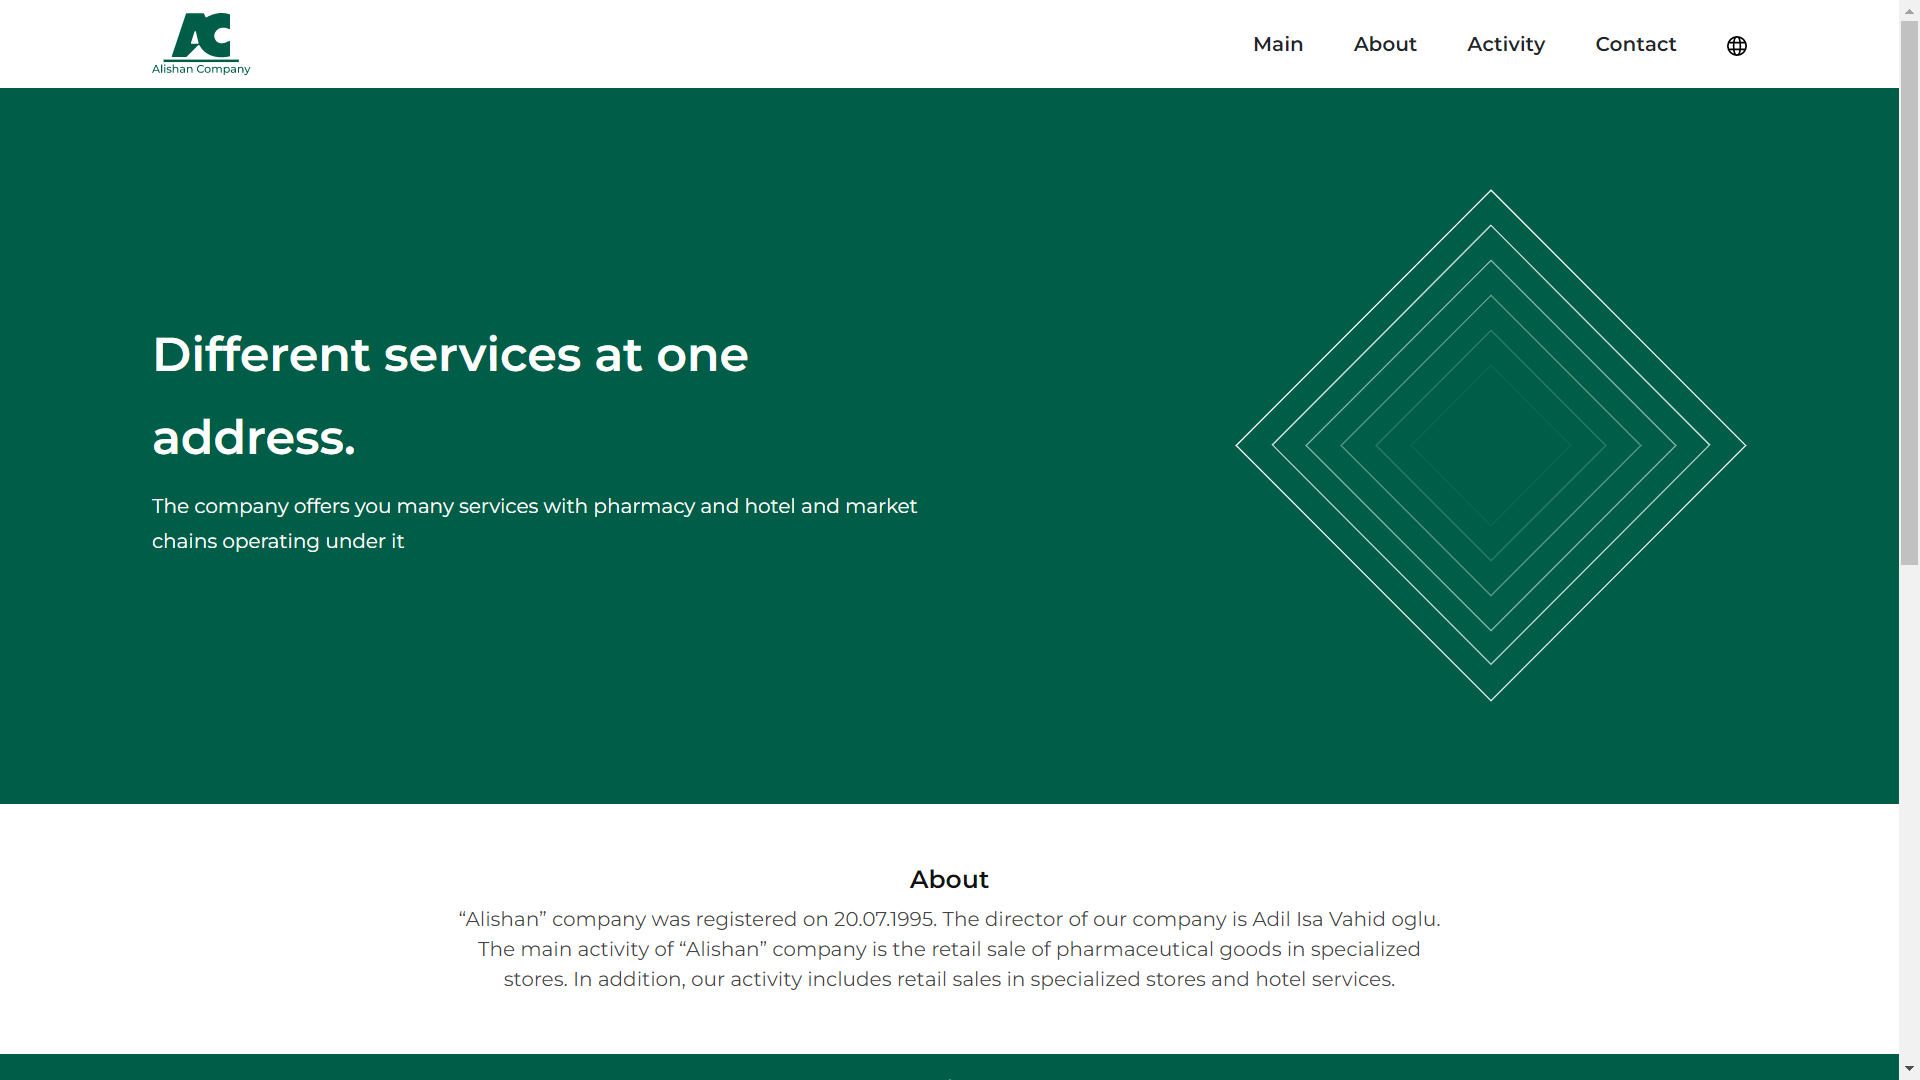 AC
Alishan Company
Main
About
Activity
Contact
Different services at one
address.
The company offers you many services with pharmacy and hotel and market
chains operating under it
About
“Alishan” company was registered on 20.07.1995. The director of our company is Adil Isa Vahid oglu.
The main activity of “Alishan” company is the retail sale of pharmaceutical goods in specialized
stores. In addition, our activity includes retail sales in specialized stores and hotel services.